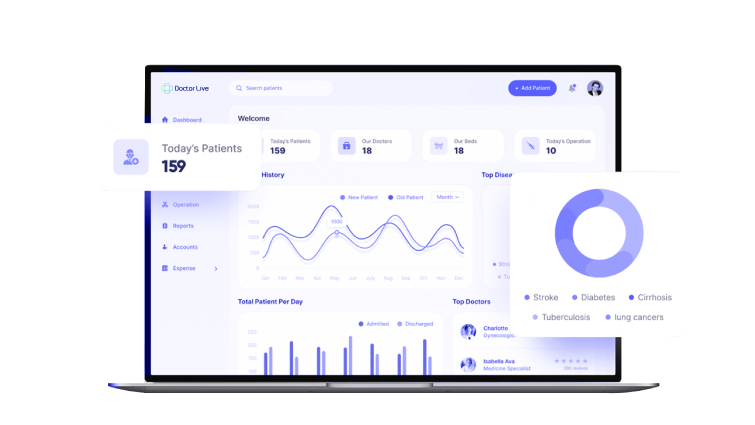 Doctor Live
Search patients
+ Add Patient
Dashboard
Welcome
Today's Patients
159
Today's Patients
159
Our Doctors
18
Our Beds
18
Today's Operation
10
History
Top Disea
New Patient
Old Patient
Month
2000
1500
1000
500
0
1000
Jan Feb Mar Apr May Jun July Aug Sep Oct Nov Dec
Operation
Reports
Accounts
Expense
Stroke
Diabetes
Cirrhosis
Tuberculosis
lung cancers
Total Patient Per Day
Admitted
Discharged
250
200
150
100
Top Doctors
Charlotte
Isabella Ava
Medicine Specialist